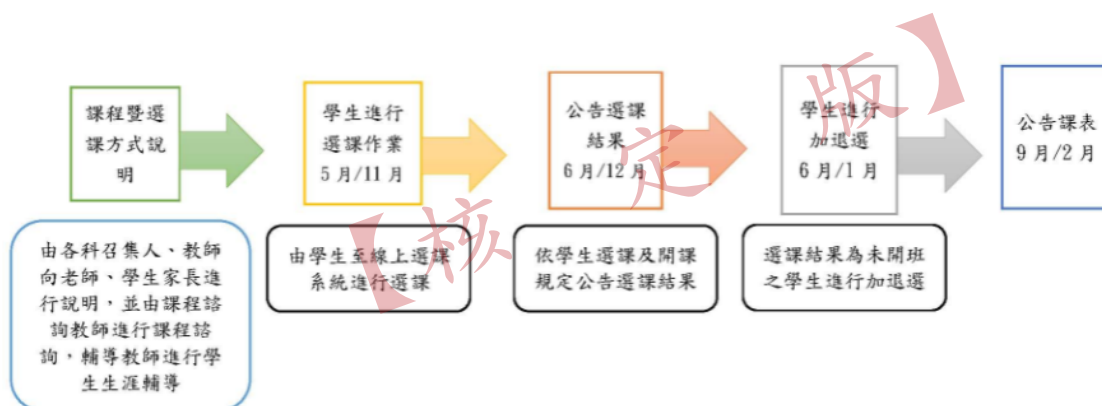 課程暨選
課方式說
明
由各科召集人、教師
向老師、學生家長進
行說明，並由課程諮
詢教師進行課程諮
詢，輔導教師進行學
生生涯輔導
學生進行
選課作業
5 月/11 月
由學生至線上選課
系統進行選課
公告選課
結果
6 月/12 月
依學生選課及開課
規定公告選課結果
學生進行
加退選
6 月/1 月
選課結果為未開班
之學生進行加退選
公告課表
9 月/2 月
【核定版】